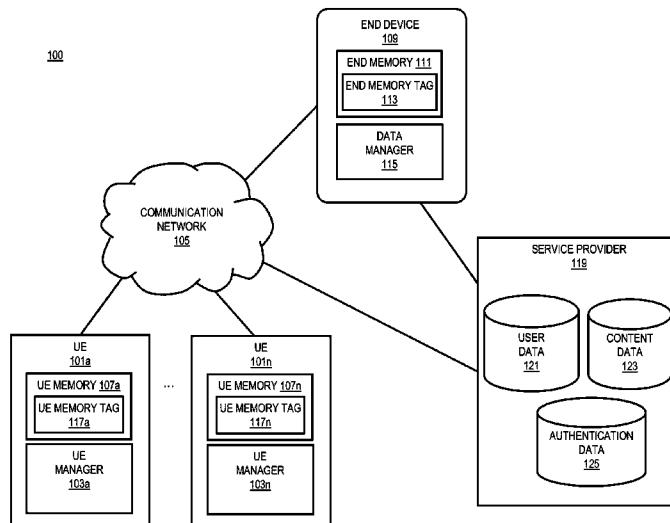 100
END DEVICE
109
END MEMORY 111
END MEMORY TAG
113
DATA
MANAGER
115
COMMUNICATION
NETWORK
105
SERVICE PROVIDER
119
USER
DATA
121
CONTENT
DATA
123
AUTHENTICATION
DATA
125
UE
101a
UE MEMORY 107a
UE MEMORY TAG
117a
UE
MANAGER
103a
...
UE
101n
UE MEMORY 107n
UE MEMORY TAG
117n
UE
MANAGER
103n